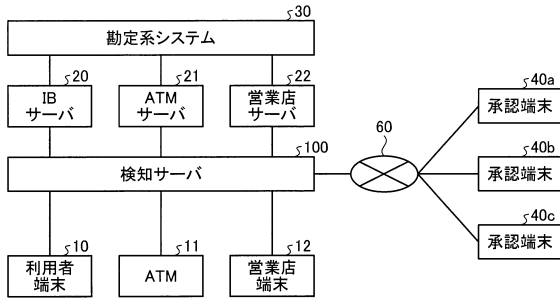 30
勘定系システム
20
21
22
IB
サーバ
ATM
サーバ
営業店
サーバ
40a
承認端末
60
40b
承認端末
100
検知サーバ
40c
承認端末
10
11
12
利用者
端末
ATM
営業店
端末